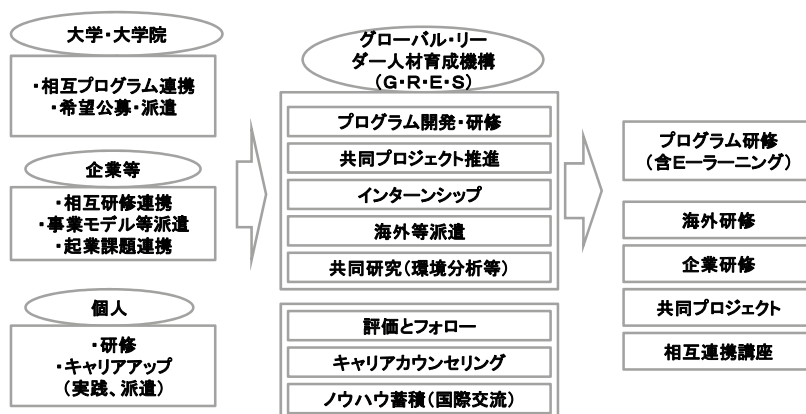 大学・大学院
・相互プログラム連携
・希望公募・派遣
企業等
・相互研修連携
・事業モデル等派遣
・起業課題連携
個人
・研修
・キャリアアップ
(実践、派遣)
グローバル・リー
ダー人材育成機構
(G・R・E・S)
プログラム開発・研修
共同プロジェクト推進
インターンシップ
海外等派遣
共同研究(環境分析等)
評価とフォロー
キャリアカウンセリング
ノウハウ蓄積(国際交流)
プログラム研修
(含E−ラーニング)
海外研修
企業研修
共同プロジェクト
相互連携講座